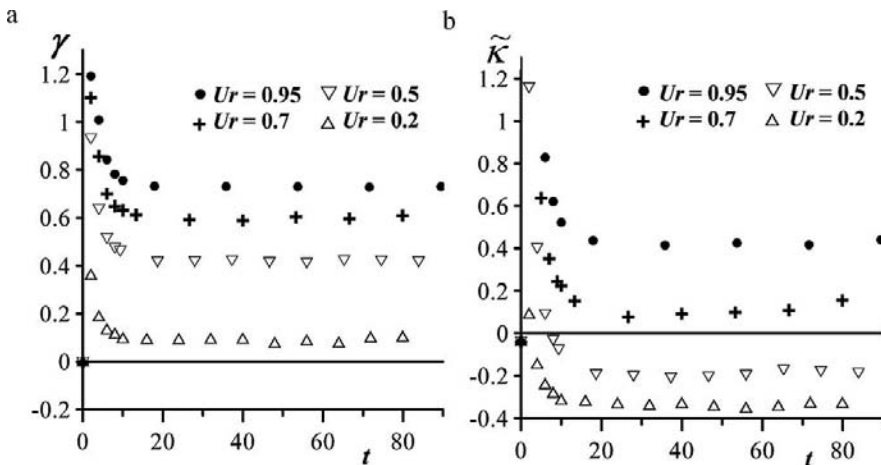 a
γ
1.2
1
0.8
0.6
0.4
0.2
0
-0.2
● Ur = 0.95 ▽ Ur = 0.5
+ Ur = 0.7 △ Ur = 0.2
0 20 40 60 80
t
b
κ̃
1.2
1
0.8
0.6
0.4
0.2
0
-0.2
-0.4
● Ur = 0.95 ▽ Ur = 0.5
+ Ur = 0.7 △ Ur = 0.2
0 20 40 60 80
t